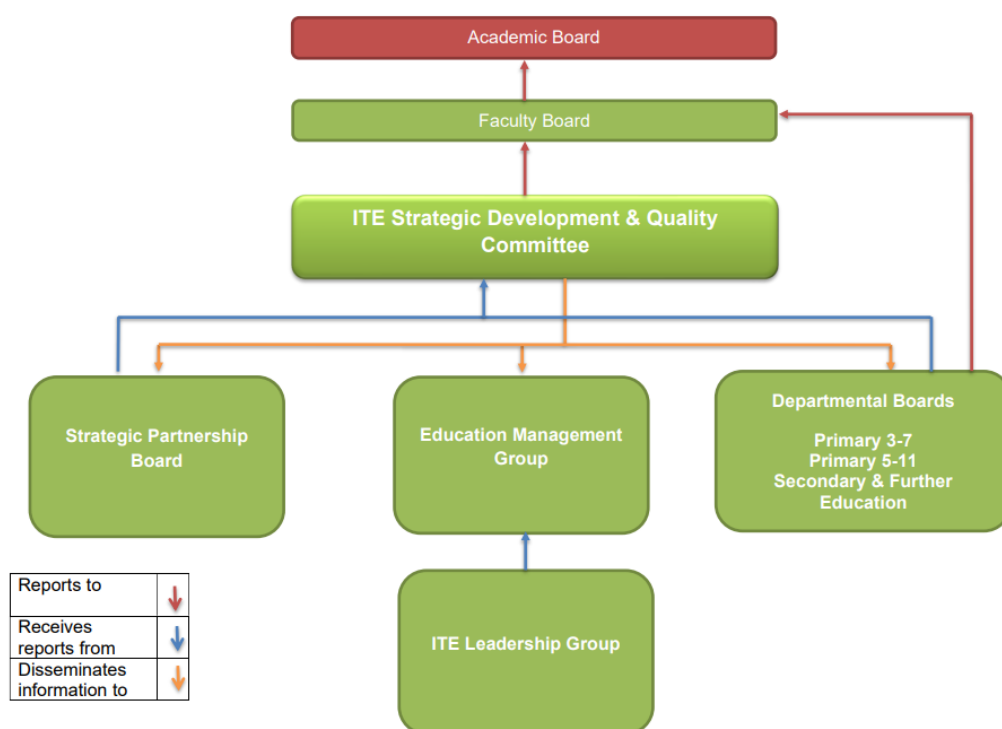 Academic Board
Faculty Board
ITE Strategic Development & Quality
Committee
Strategic Partnership
Board
Education Management
Group
Departmental Boards
Primary 3-7
Primary 5-11
Secondary & Further
Education
ITE Leadership Group
Reports to
Receives
reports from
Disseminates
information to